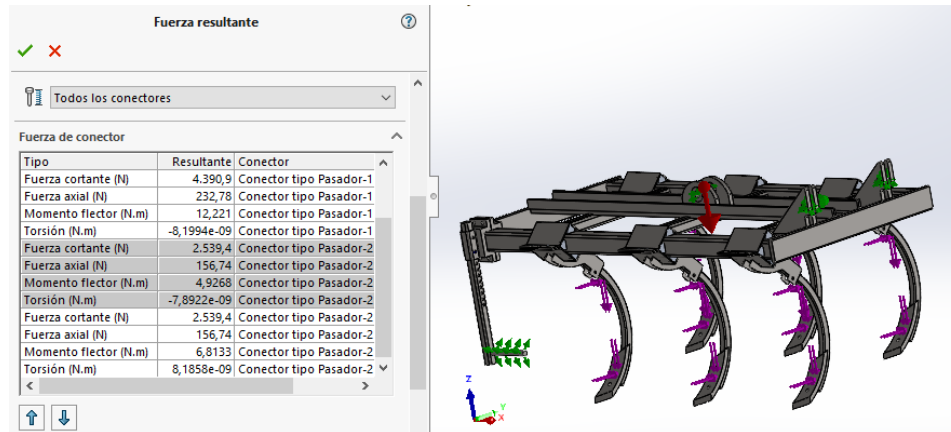 Fuerza resultante
Todos los conectores
Fuerza de conector
Tipo Resultante Conector
Fuerza cortante (N) 4.390,9 Conector tipo Pasador-1
Fuerza axial (N) 232,78 Conector tipo Pasador-1
Momento flector (N.m) 12,221 Conector tipo Pasador-1
Torsión (N.m) -8,1994e-09 Conector tipo Pasador-1
Fuerza cortante (N) 2.539,4 Conector tipo Pasador-2
Fuerza axial (N) 156,74 Conector tipo Pasador-2
Momento flector (N.m) 4,9268 Conector tipo Pasador-2
Torsión (N.m) -7,8922e-09 Conector tipo Pasador-2
Fuerza cortante (N) 2.539,4 Conector tipo Pasador-2
Fuerza axial (N) 156,74 Conector tipo Pasador-2
Momento flector (N.m) 6,8133 Conector tipo Pasador-2
Torsión (N.m) 8,1858e-09 Conector tipo Pasador-2
Z
Y
X